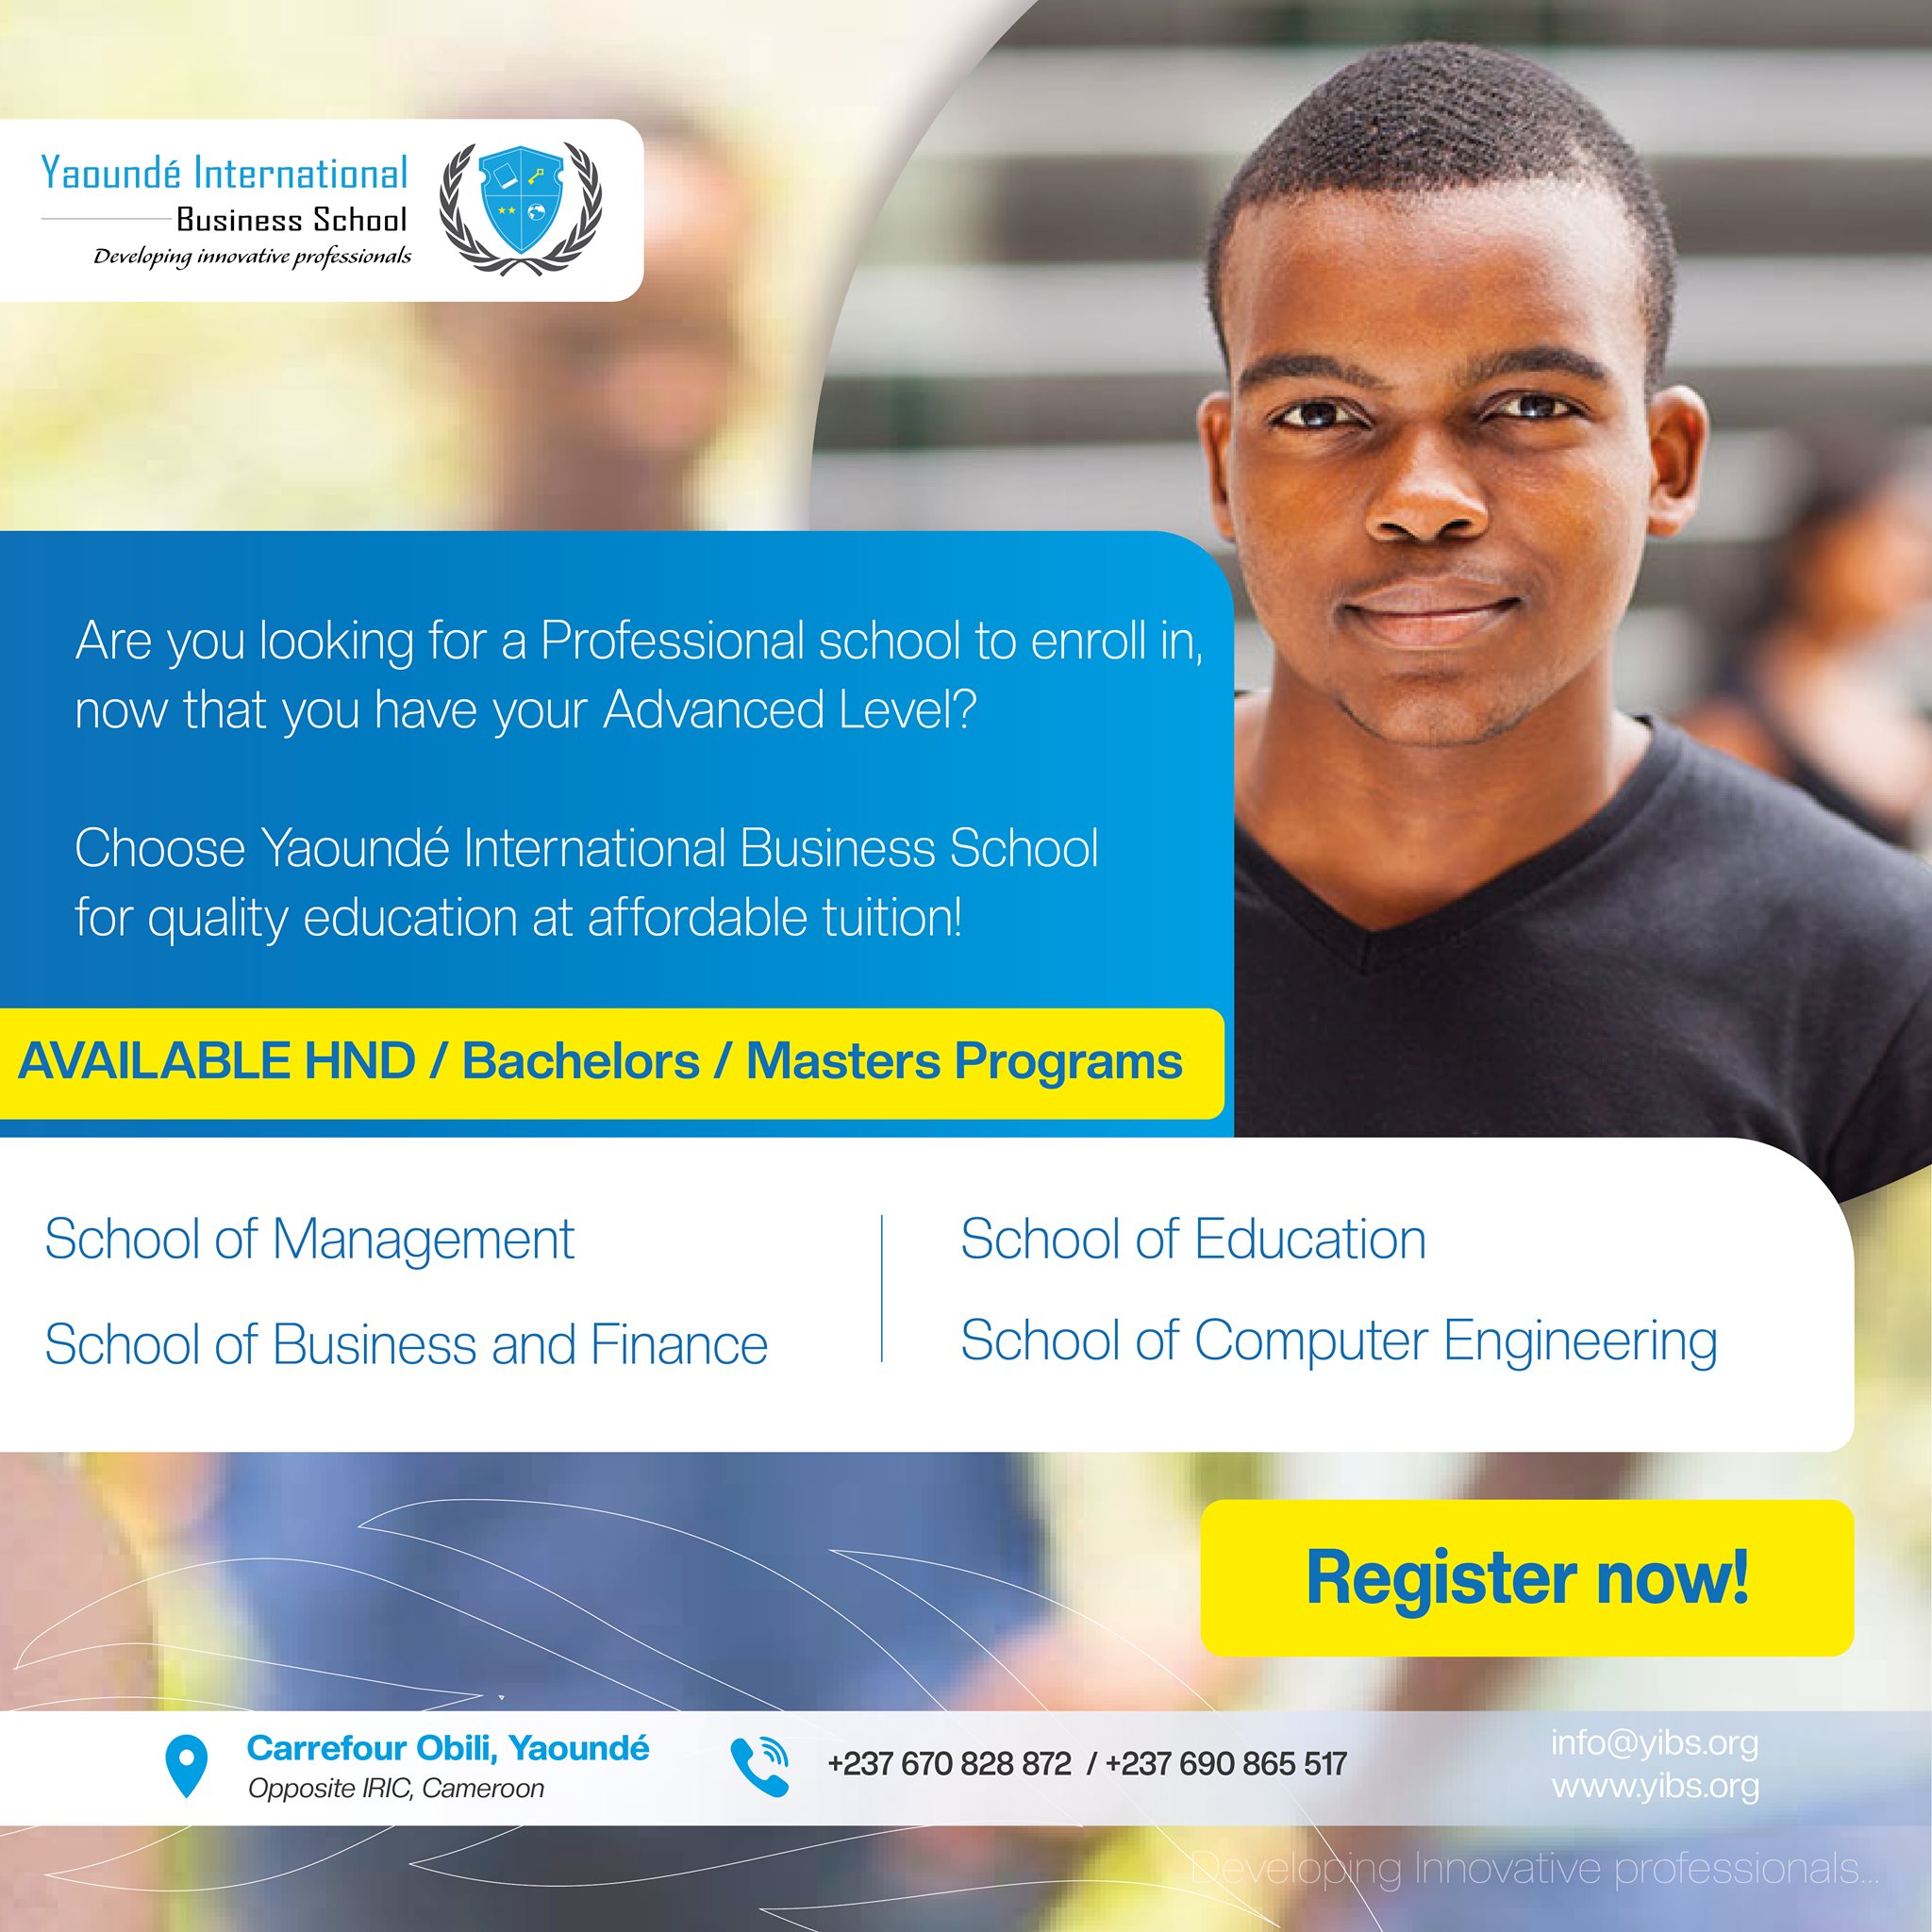 Yaoundé International
Business School
Developing innovative professionals
Are you looking for a Professional school to enroll in,
now that you have your Advanced Level?
Choose Yaoundé International Business School
for quality education at affordable tuition!
AVAILABLE HND / Bachelors / Masters Programs
School of Management
School of Business and Finance
School of Education
School of Computer Engineering
Register now!
Carrefour Obili, Yaoundé
Opposite IRIC, Cameroon
+237 670 828 872 / +237 690 865 517
info@yibs.org
www.yibs.org
Developing Innovative professionals...